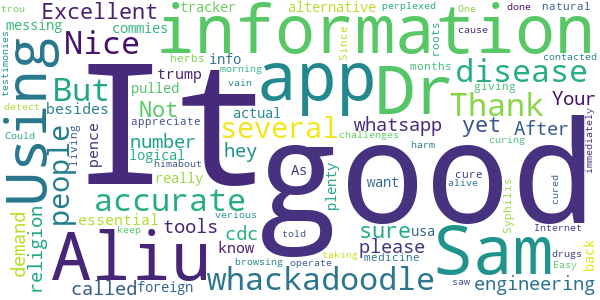 trou tracker alternative perplexed One done natural
Excellent herbs commies Since roots cause
messing info contacted
testimonies Nice information
morning trump pulled months giving
detect But It app Dr disease
vain Not actual appreciate besides Thank Your
Using several whatsapp yet After
Could number hey challenges harm curing
living pence logical As want cure alive cured immediately
people really plenty good
accurate sure usa
demand essential tools cdc please Syphilis
religion know told medicine drugs
Aliu himabout verious taking Internet Sam back
keep called foreign browsing operate saw Easy
whackadoodle engineering